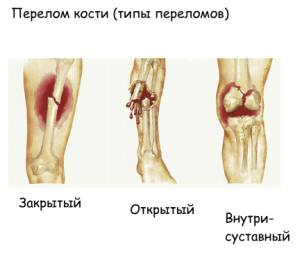 Перелом кости (типы переломов)
Закрытый
Открытый
Внутри-
суставный